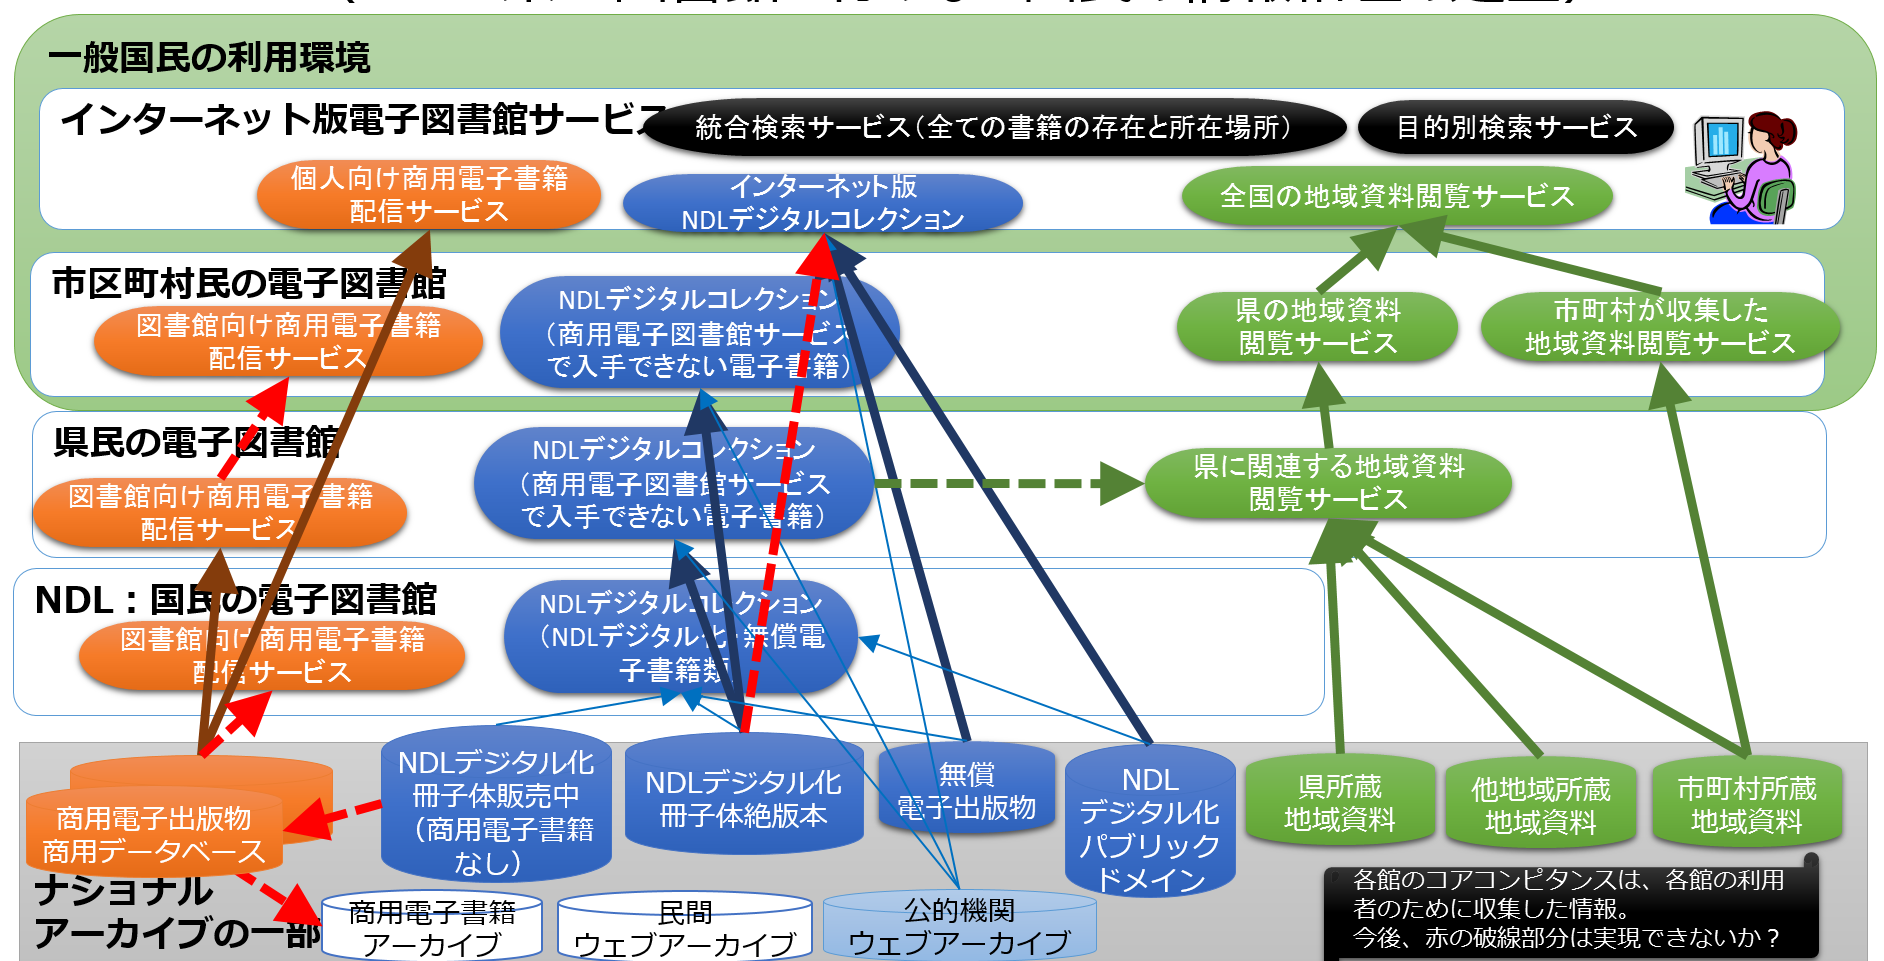 一般国民の利用環境
インターネット版電子図書館サービス
統合検索サービス（全ての書籍の存在と所在場所）
目的別検索サービス
個人向け商用電子書籍
配信サービス
インターネット版
NDLデジタルコレクション
全国の地域資料閲覧サービス
市区町村民の電子図書館
図書館向け商用電子書籍
配信サービス
NDLデジタルコレクション
（商用電子図書館サービス
で入手できない電子書籍）
県の地域資料
閲覧サービス
市町村が収集した
地域資料閲覧サービス
県民の電子図書館
図書館向け商用電子書籍
配信サービス
NDLデジタルコレクション
（商用電子図書館サービス
で入手できない電子書籍）
県に関連する地域資料
閲覧サービス
NDL：国民の電子図書館
図書館向け商用電子書籍
配信サービス
NDLデジタルコレクション
（NDLデジタル化・無償電
子書籍類
商用電子出版物
商用データベース
NDLデジタル化
冊子体販売中
（商用電子書籍
なし）
NDLデジタル化
冊子体絶版本
無償
電子出版物
NDL
デジタル化
パブリック
ドメイン
県所蔵
地域資料
他地域所蔵
地域資料
市町村所蔵
地域資料
ナショナル
アーカイブの一部
商用電子書籍
アーカイブ
民間
ウェブアーカイブ
公的機関
ウェブアーカイブ
各館のコアコンピタンスは、各館の利用
者のために収集した情報。
今後、赤の破線部分は実現できないか？